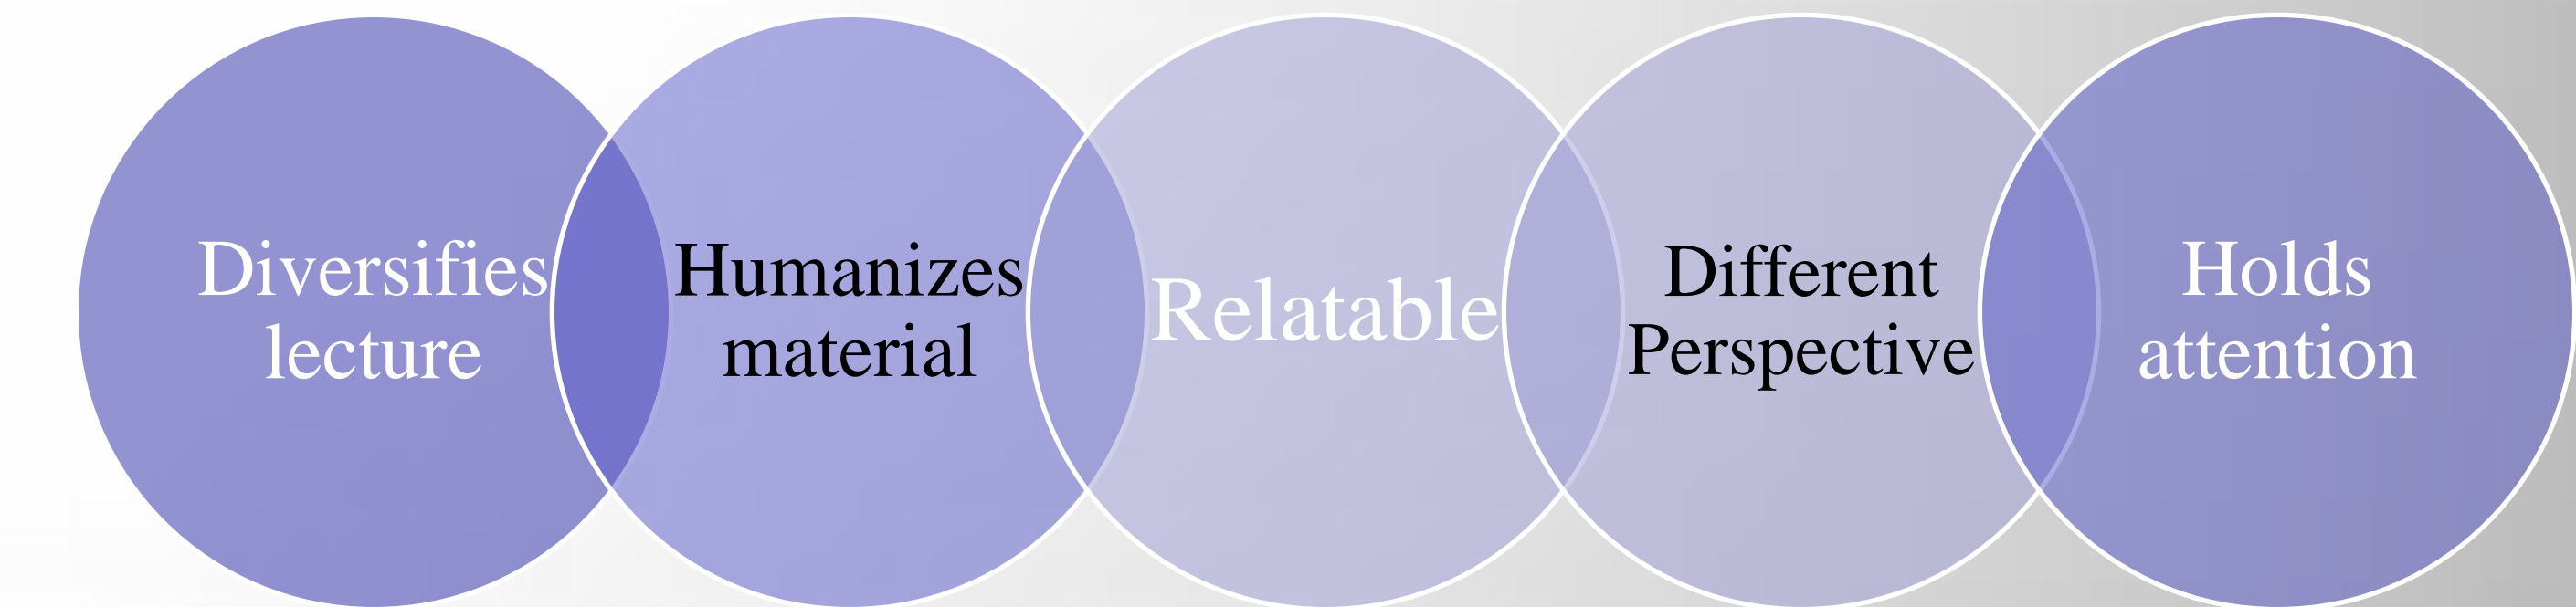 Diversifies
lecture
Humanizes
material
Relatable
Different
Perspective
Holds
attention